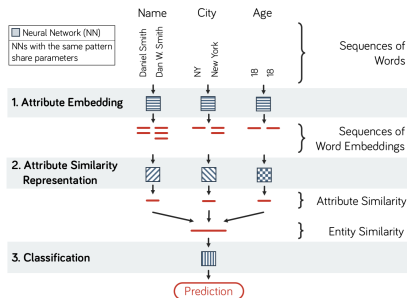 Name City Age
Neural Network (NN)
NNs with the same pattern
share parameters
Daniel Smith
Dan W. Smith
NY
New York
18
18
Sequences of
Words
1. Attribute Embedding
Sequences of
Word Embeddings
2. Attribute Similarity
Representation
Attribute Similarity
Entity Similarity
3. Classification
Prediction